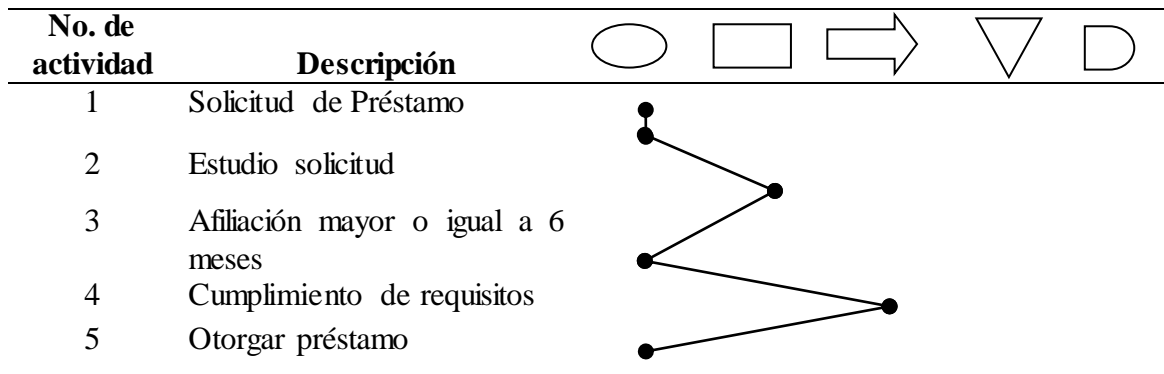 No. de
actividad Descripción
1 Solicitud de Préstamo
2 Estudio solicitud
3 Afiliación mayor o igual a 6
meses
4 Cumplimiento de requisitos
5 Otorgar préstamo